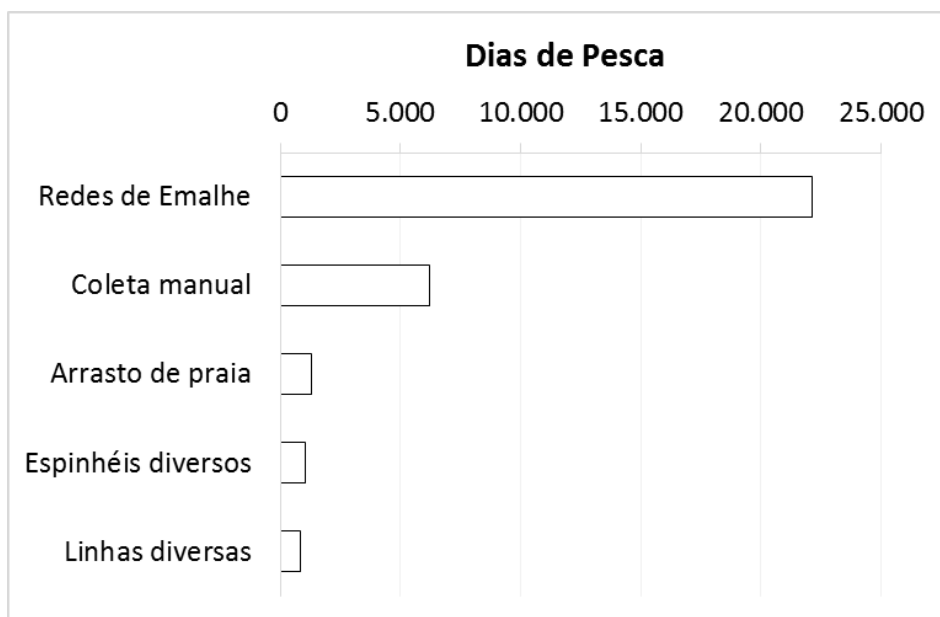 Dias de Pesca
0 5.000 10.000 15.000 20.000 25.000
Redes de Emalhe
Coleta manual
Arrasto de praia
Espinhéis diversos
Linhas diversas